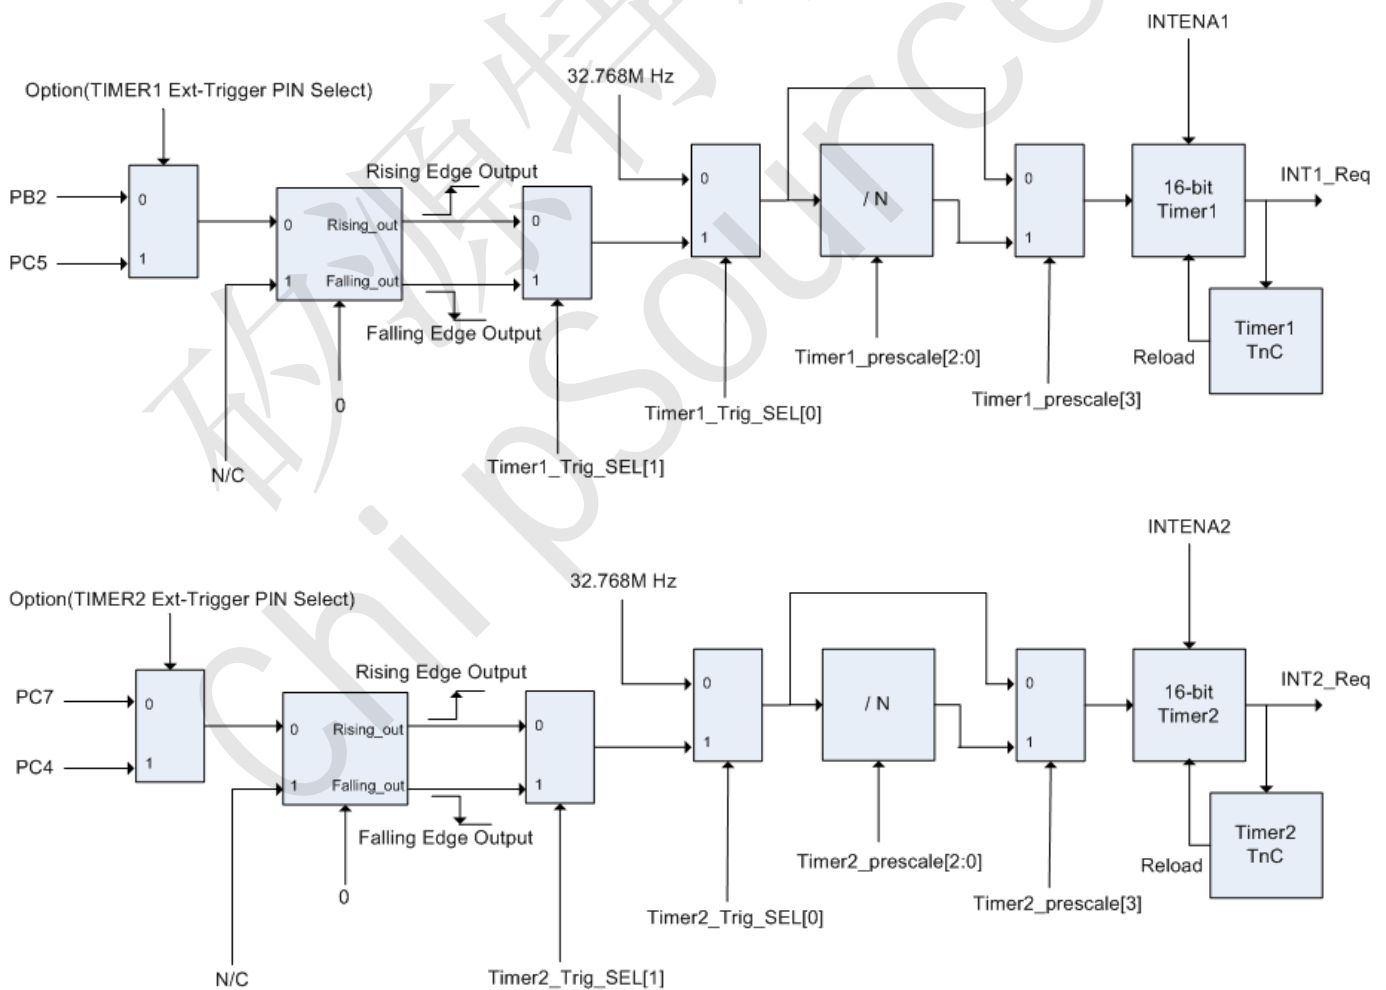 INTENA1
32.768M Hz
Option(TIMER1 Ext-Trigger PIN Select)
Rising Edge Output
PB2
0
PC5
1
0
Rising_out
1
Falling_out
0
1
0
1
/ N
0
1
16-bit
Timer1
INT1_Req
Falling Edge Output
Timer1
TnC
Reload
Timer1_prescale[2:0]
Timer1_prescale[3]
0
Timer1_Trig_SEL[0]
N/C
Timer1_Trig_SEL[1]
INTENA2
32.768M Hz
Option(TIMER2 Ext-Trigger PIN Select)
Rising Edge Output
PC7
0
PC4
1
0
Rising_out
1
Falling_out
0
1
0
1
/ N
0
1
16-bit
Timer2
INT2_Req
Falling Edge Output
Timer2
TnC
Reload
Timer2_prescale[2:0]
Timer2_prescale[3]
0
Timer2_Trig_SEL[0]
N/C
Timer2_Trig_SEL[1]
矽源特
ChipSource